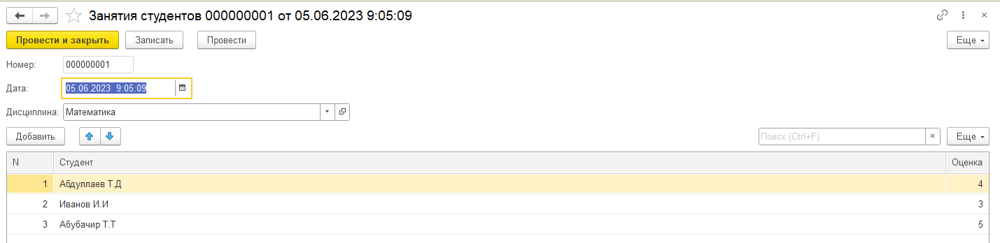 Занятия студентов 000000001 от 05.06.2023 9:05:09
Провести и закрыть Записать Провести Еще
Номер: 000000001
Дата: 05.06.2023 9:05:09
Дисциплина: Математика
Добавить Поиск (Ctrl+F) × Еще
N Студент Оценка
1 Абдуллаев Т.Д 4
2 Иванов И.И 3
3 Абубачир Т.Т 5